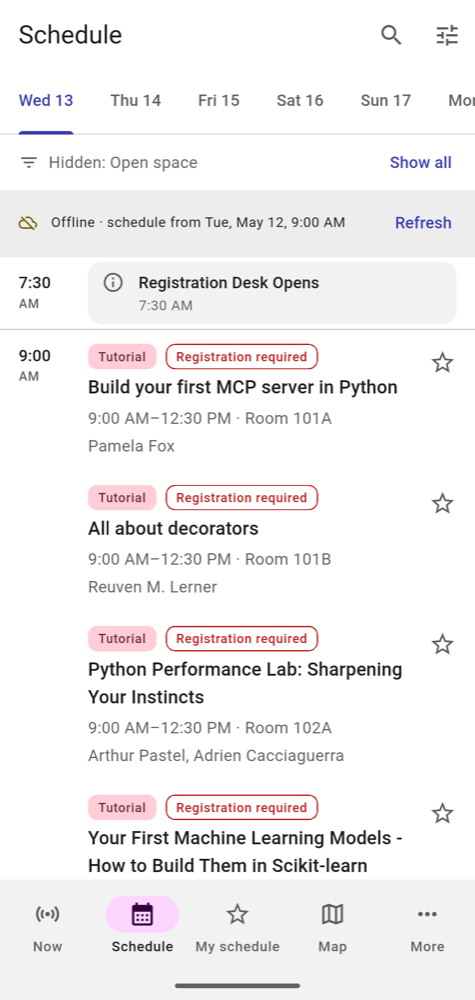 Schedule
Wed 13
Thu 14
Fri 15
Sat 16
Sun 17
Mon
Hidden: Open space
Show all
Offline · schedule from Tue, May 12, 9:00 AM
Refresh
7:30
AM
Registration Desk Opens
7:30 AM
9:00
AM
Tutorial
Registration required
Build your first MCP server in Python
9:00 AM–12:30 PM · Room 101A
Pamela Fox
Tutorial
Registration required
All about decorators
9:00 AM–12:30 PM · Room 101B
Reuven M. Lerner
Tutorial
Registration required
Python Performance Lab: Sharpening
Your Instincts
9:00 AM–12:30 PM · Room 102A
Arthur Pastel, Adrien Cacciaguerra
Tutorial
Registration required
Your First Machine Learning Models -
How to Build Them in Scikit-learn
Now
Schedule
My schedule
Map
More